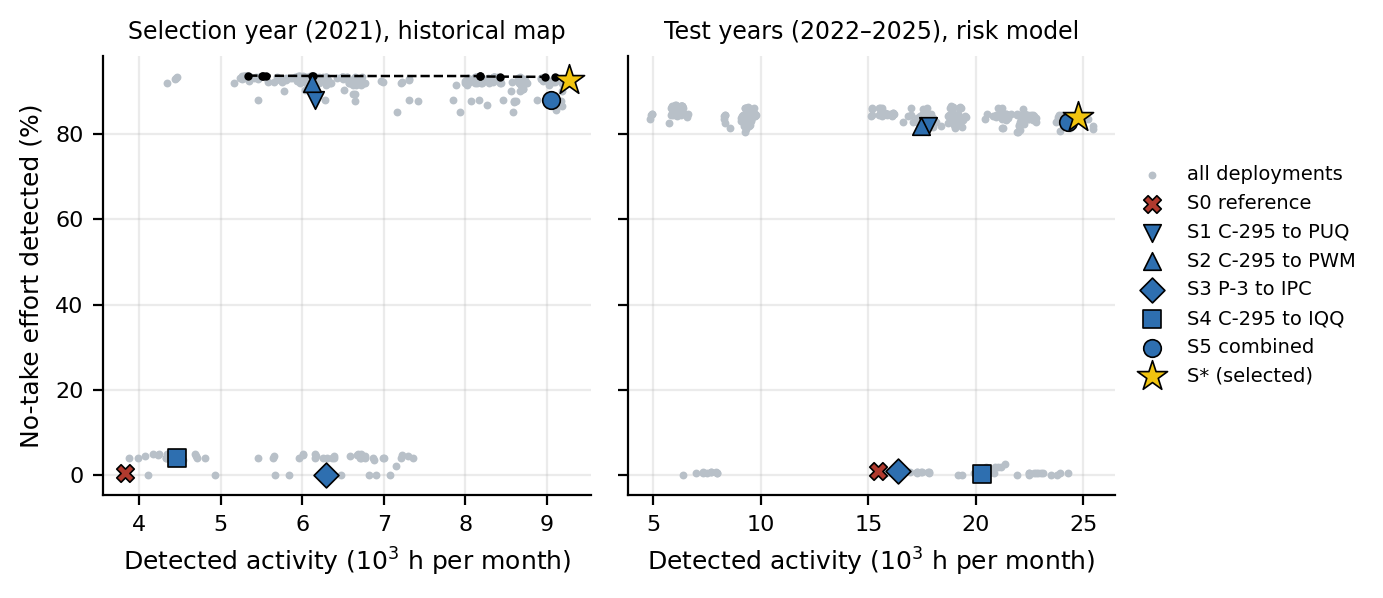 Selection year (2021), historical map
Test years (2022–2025), risk model
No-take effort detected (%)
80
60
40
20
0
4
5
6
7
8
9
5
10
15
20
25
Detected activity (10³ h per month)
Detected activity (10³ h per month)
all deployments
S0 reference
S1 C-295 to PUQ
S2 C-295 to PWM
S3 P-3 to IPC
S4 C-295 to IQQ
S5 combined
S* (selected)